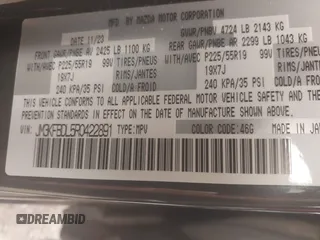 MFD BY MAZDA MOTOR CORPORATION
DATE 11/23 GVWR/PNBV 4724 LB 2143 KG
FRONT GAWR/PNBE AV 2425 LB 1100 KG REAR GAWR/PNBE AR 2299 LB 1043 KG
WITH/AVEC P225/55R19 99V TIRES/PNEUS WITH/AVEC P225/55R19 99V TIRES/PNEUS
19X7J RIMS/JANTES 19X7J RIMS/JANTES
240 KPA/35 PSI COLD/A FROID 240 KPA/35 PSI COLD/A FROID
THIS VEHICLE CONFORMS TO ALL APPLICABLE FEDERAL MOTOR VEHICLE SAFETY AND THEFT
PREVENTION STANDARDS IN EFFECT ON THE DATE OF MANUFACTURE SHOWN ABOVE.
VIN: JM3KFBDL5R0422891 TYPE: MPV COLOR CODE: 46G MADE IN
DREAMBID